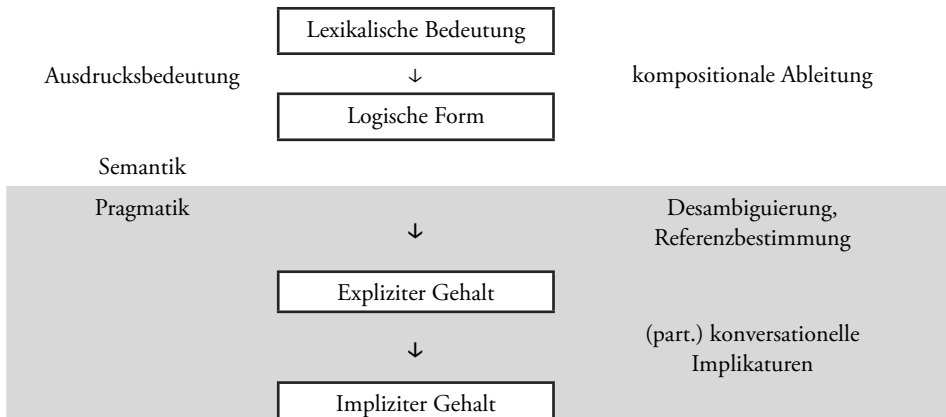 Lexikalische Bedeutung
Ausdrucksbedeutung
↓
kompositionale Ableitung
Logische Form
Semantik
Pragmatik
↓
Desambiguierung,
Referenzbestimmung
Expliziter Gehalt
↓
(part.) konversationelle
Implikaturen
Impliziter Gehalt